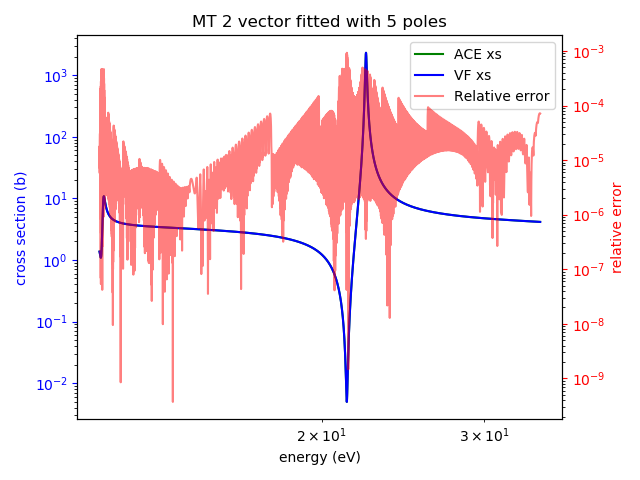 MT 2 vector fitted with 5 poles
ACE xs
VF xs
Relative error
cross section (b)
10³
10²
10¹
10⁰
10⁻¹
10⁻²
10⁻³
10⁻⁴
10⁻⁵
10⁻⁶
10⁻⁷
10⁻⁸
10⁻⁹
relative error
2 × 10¹
3 × 10¹
energy (eV)